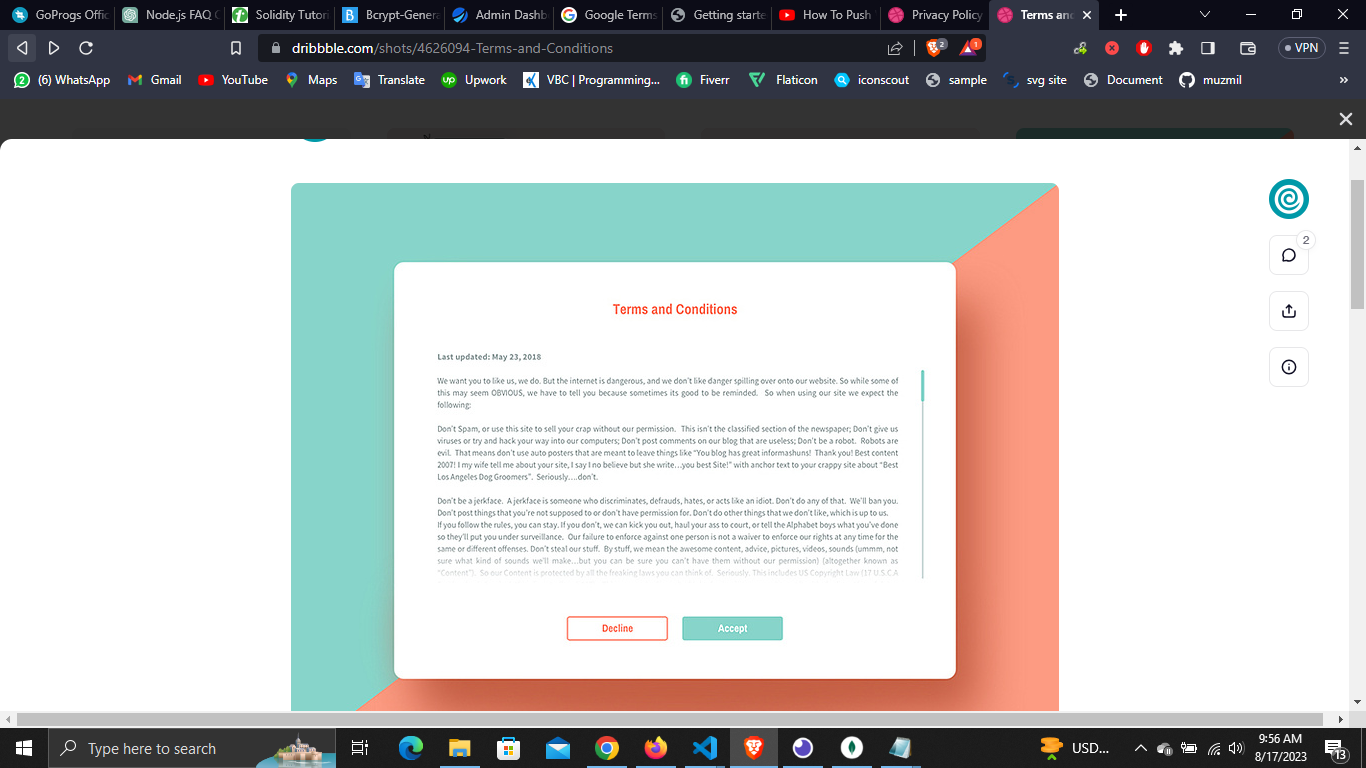 GoProgs Offic
Node.js FAQ C
Solidity Tutori
Bcrypt-Genera
Admin Dashb
Google Terms
Getting starte
How To Push
Privacy Policy
Terms and
dribbble.com/shots/4626094-Terms-and-Conditions
2
1
VPN
2
(6) WhatsApp
Gmail
YouTube
Maps
Translate
Upwork
VBC | Programming...
Fiverr
Flaticon
iconscout
sample
svg site
Document
muzmil
»
2
Terms and Conditions
Last updated: May 23, 2018
We want you to like us, we do. But the internet is dangerous, and we don't like danger spilling over onto our website. So while some of
this may seem OBVIOUS, we have to tell you because sometimes its good to be reminded. So when using our site we expect the
following:
Don't Spam, or use this site to sell your crap without our permission. This isn't the classified section of the newspaper; Don't give us
viruses or try and hack your way into our computers; Don't post comments on our blog that are useless; Don't be a robot. Robots are
evil. That means don't use auto posters that are meant to leave things like “You blog has great informashuns! Thank you! Best content
2007! I my wife tell me about your site, I say I no believe but she write…you best Site!” with anchor text to your crappy site about “Best
Los Angeles Dog Groomers”. Seriously….don't.
Don't be a jerkface. A jerkface is someone who discriminates, defrauds, hates, or acts like an idiot. Don't do any of that. We'll ban you.
Don't post things that you're not supposed to or don't have permission for. Don't do other things that we don't like, which is up to us.
If you follow the rules, you can stay. If you don't, we can kick you out, haul your ass to court, or tell the Alphabet boys what you've done
so they'll put you under surveillance. Our failure to enforce against one person is not a waiver to enforce our rights at any time for the
same or different offenses. Don't steal our stuff. By stuff, we mean the awesome content, advice, pictures, videos, sounds (ummm, not
sure what kind of sounds we'll make…but you can be sure you can't have them without our permission) (altogether known as
“Content”). So our Content is protected by all the freaking laws you can think of. Seriously. This includes US Copyright Law (17 U.S.C.A
Decline
Accept
Type here to search
USD...
9:56 AM
8/17/2023
13